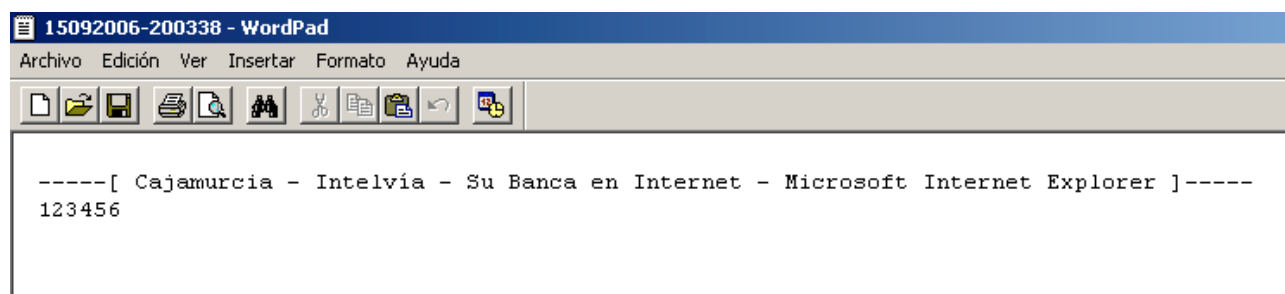 15092006-200338 - WordPad
Archivo Edición Ver Insertar Formato Ayuda
-----[ Cajamurcia - Intelvía - Su Banca en Internet - Microsoft Internet Explorer ]-----
123456